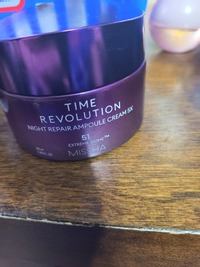 TIME
REVOLUTION
NIGHT REPAIR AMPOULE CREAM 5X
MISSHA